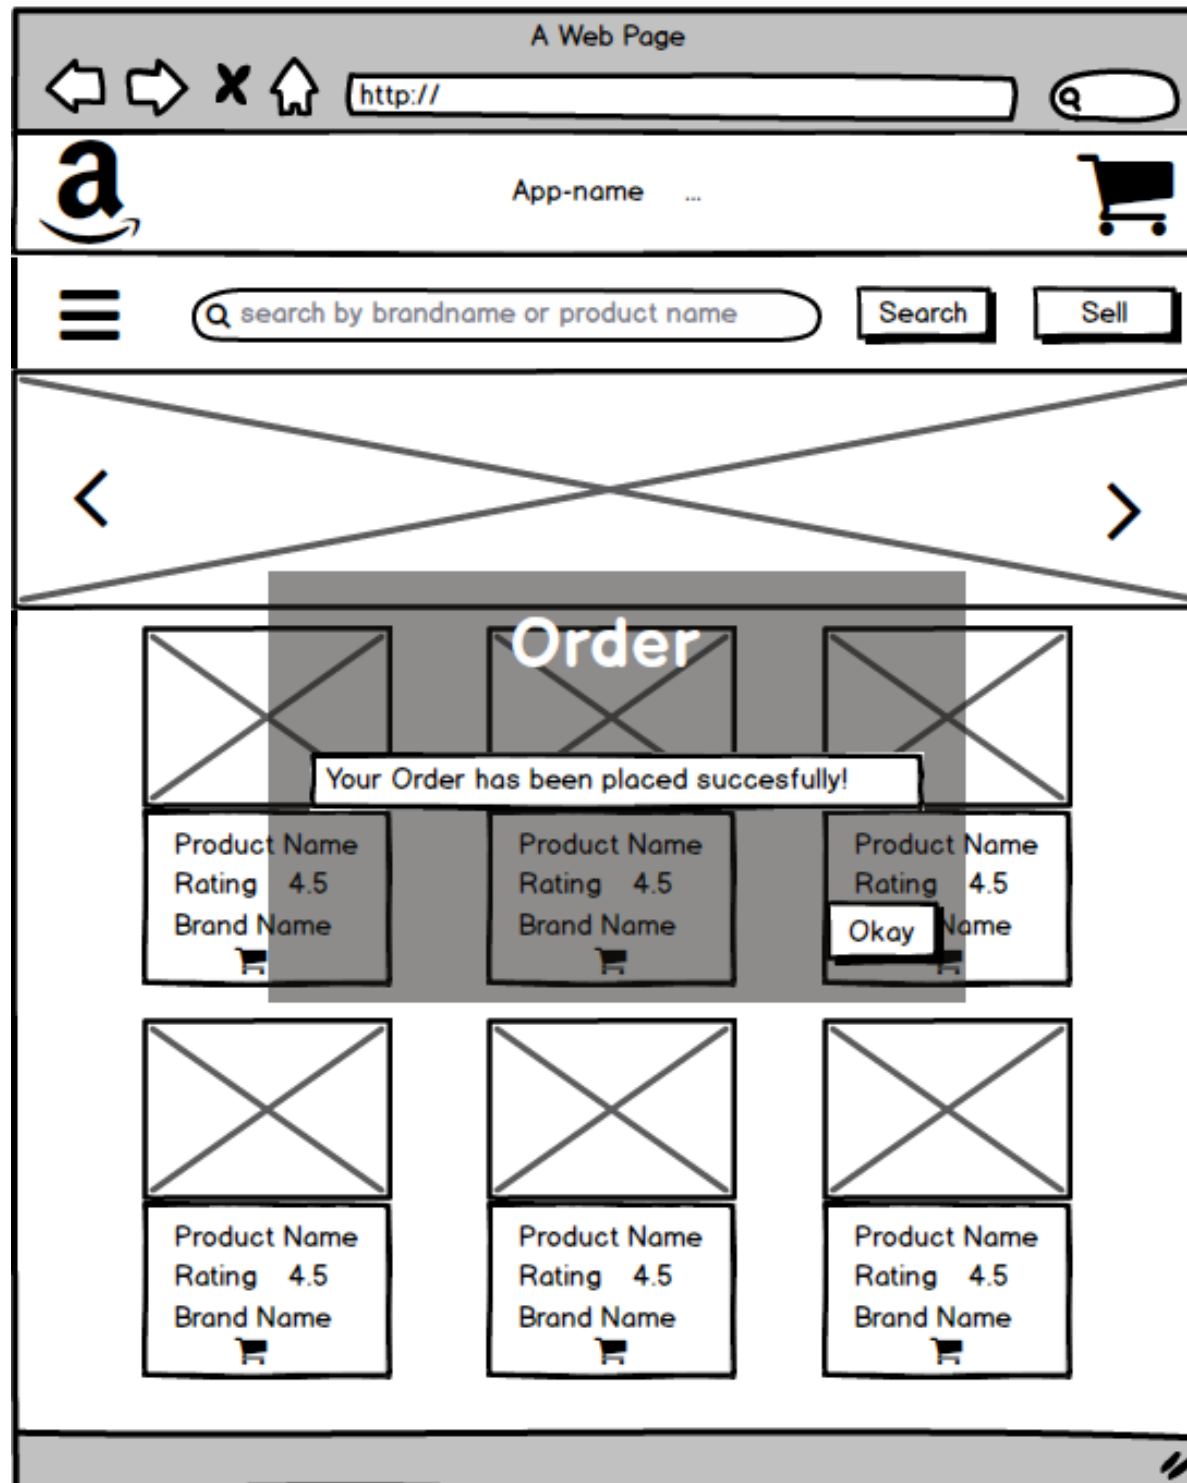 A Web Page
http://
a
App-name ...
search by brandname or product name
Search
Sell
Order
Your Order has been placed succesfully!
Product Name Product Name Product Name
Rating 4.5 Rating 4.5 Rating 4.5
Brand Name Brand Name Name
Okay
Product Name Product Name Product Name
Rating 4.5 Rating 4.5 Rating 4.5
Brand Name Brand Name Brand Name